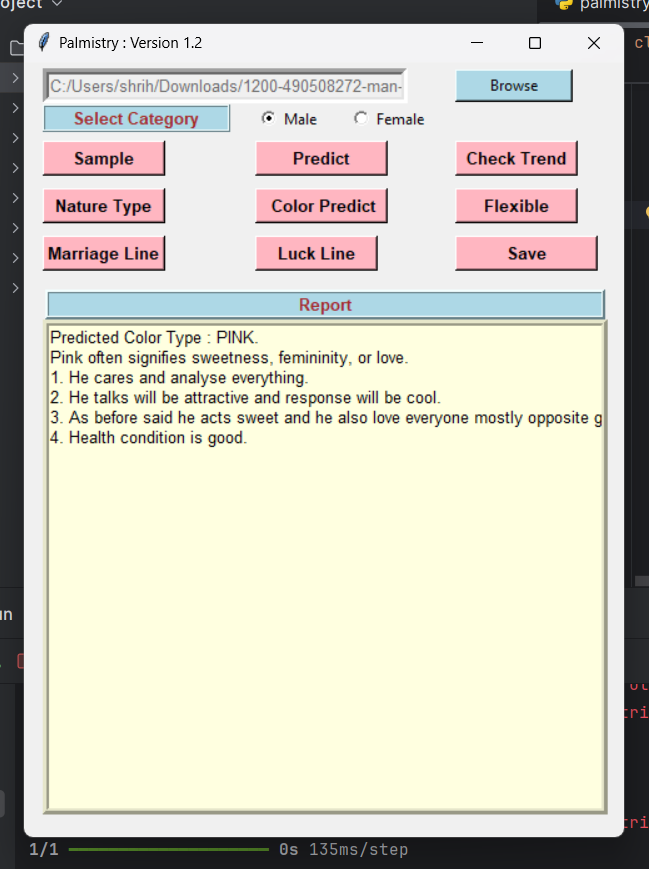 palmistry
Palmistry : Version 1.2
C:/Users/shrih/Downloads/1200-490508272-man-
Browse
Select Category
Male
Female
Sample
Predict
Check Trend
Nature Type
Color Predict
Flexible
Marriage Line
Luck Line
Save
Report
Predicted Color Type : PINK.
Pink often signifies sweetness, femininity, or love.
1. He cares and analyse everything.
2. He talks will be attractive and response will be cool.
3. As before said he acts sweet and he also love everyone mostly opposite g
4. Health condition is good.
1/1
0s 135ms/step